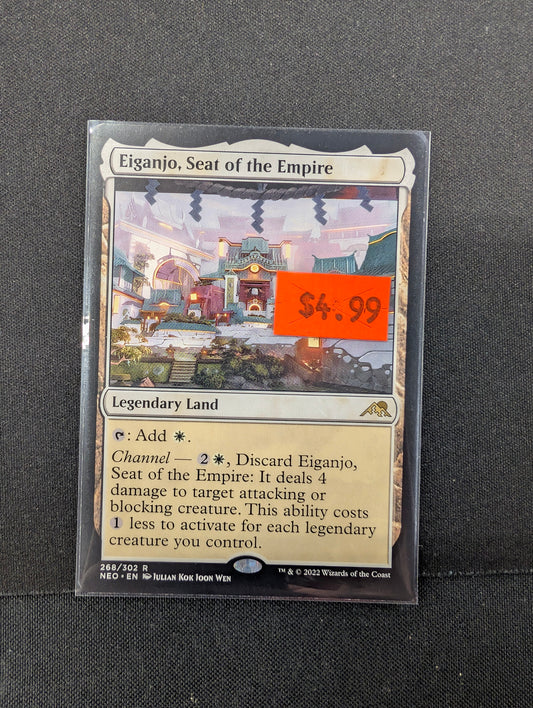 Eiganjo, Seat of the Empire
$4.99
Legendary Land
: Add .
Channel — 2, Discard Eiganjo,
Seat of the Empire: It deals 4
damage to target attacking or
blocking creature. This ability costs
1 less to activate for each legendary
creature you control.
268/302 R
NEO • EN Julian Kok Joon Wen
™ & © 2022 Wizards of the Coast